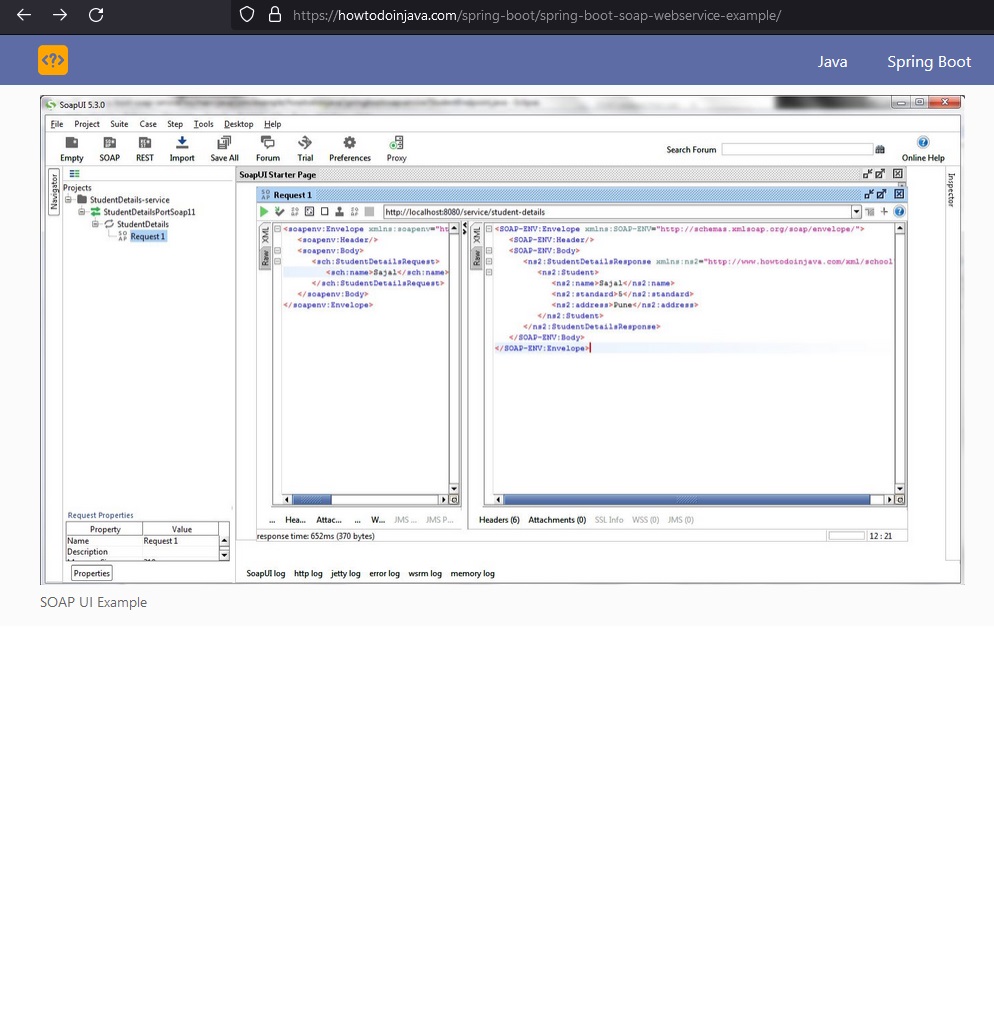 https://howtodoinjava.com/spring-boot/spring-boot-soap-webservice-example/
<?>
Java Spring Boot
SoapUI 5.3.0
File Project Suite Case Step Tools Desktop Help
Empty SOAP REST Import Save All Forum Trial Preferences Proxy Search Forum Online Help
Navigator
Projects
StudentDetails-service
StudentDetailsPortSoap11
StudentDetails
Request 1
Request Properties
Property Value
Name Request 1
Description
Properties
SoapUI Starter Page
Request 1
http://localhost:8080/service/student-details
XML
Raw
<soapenv:Envelope xmlns:soapenv="ht
<soapenv:Header/>
<soapenv:Body>
<sch:StudentDetailsRequest>
<sch:name>Sajal</sch:name>
</sch:StudentDetailsRequest>
</soapenv:Body>
</soapenv:Envelope>
XML
Raw
<SOAP-ENV:Envelope xmlns:SOAP-ENV="http://schemas.xmlsoap.org/soap/envelope/">
<SOAP-ENV:Header/>
<SOAP-ENV:Body>
<ns2:StudentDetailsResponse xmlns:ns2="http://www.howtodoinjava.com/xml/school
<ns2:Student>
<ns2:name>Sajal</ns2:name>
<ns2:standard>5</ns2:standard>
<ns2:address>Pune</ns2:address>
</ns2:Student>
</ns2:StudentDetailsResponse>
</SOAP-ENV:Body>
</SOAP-ENV:Envelope>
Inspector
... Hea... Attac... ... W... JMS ... JMS P...
Headers (6) Attachments (0) SSL Info WSS (0) JMS (0)
response time: 652ms (370 bytes) 12 : 21
SoapUI log http log jetty log error log wsrm log memory log
SOAP UI Example